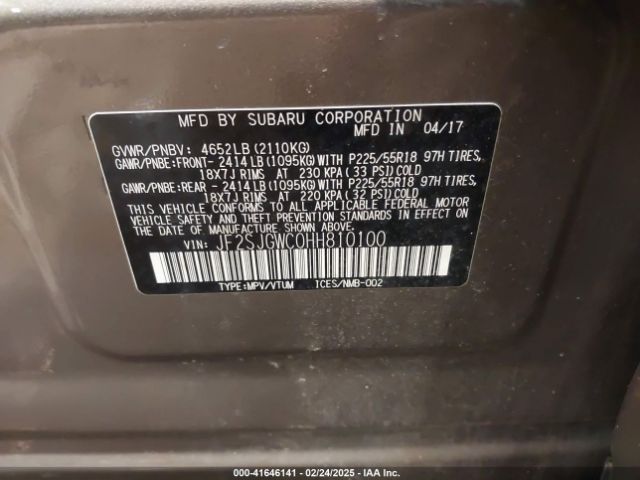 MFD BY SUBARU CORPORATION
MFD IN 04/17
GVWR/PNBV: 4652LB(2110KG)
GAWR/PNBE:FRONT- 2414LB(1095KG)WITH P225/55R18 97H TIRES,
18X7J RIMS AT 230 KPA(33 PSI)COLD
GAWR/PNBE:REAR - 2414LB(1095KG)WITH P225/55R18 97H TIRES,
18X7J RIMS AT 220 KPA(32 PSI)COLD
THIS VEHICLE CONFORMS TO ALL APPLICABLE FEDERAL MOTOR
VEHICLE SAFETY AND THEFT PREVENTION STANDARDS IN EFFECT ON
THE DATE OF MANUFACTURE SHOWN ABOVE.
VIN: JF2SJGWC0HH810100
TYPE:MPV/VTUM ICES/NMB-002
000-41646141 - 02/24/2025 - IAA Inc.